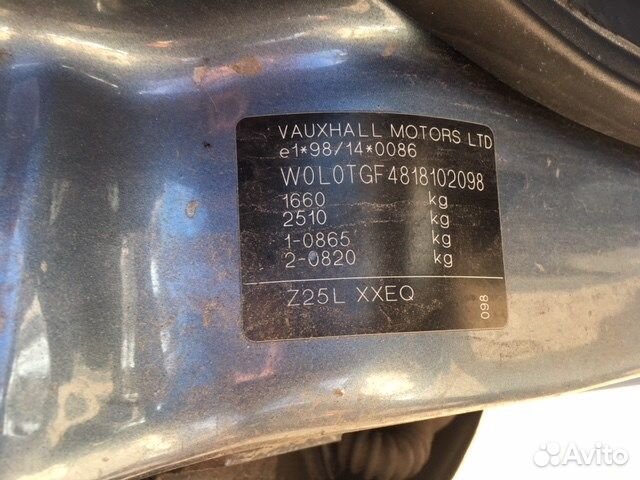 VAUXHALL MOTORS LTD
e1*98/14*0086
W0L0TGF4818102098
1660 kg
2510 kg
1-0865 kg
2-0820 kg
Z25L XXEQ
098
Avito